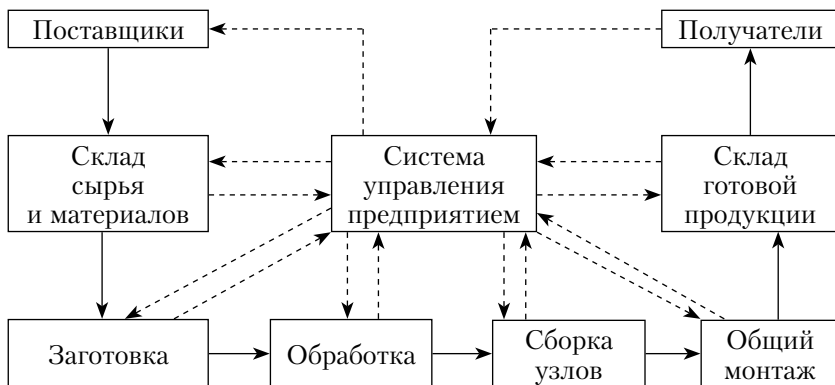 Поставщики
Получатели
Склад
сырья
и материалов
Система
управления
предприятием
Склад
готовой
продукции
Заготовка
Обработка
Сборка
узлов
Общий
монтаж